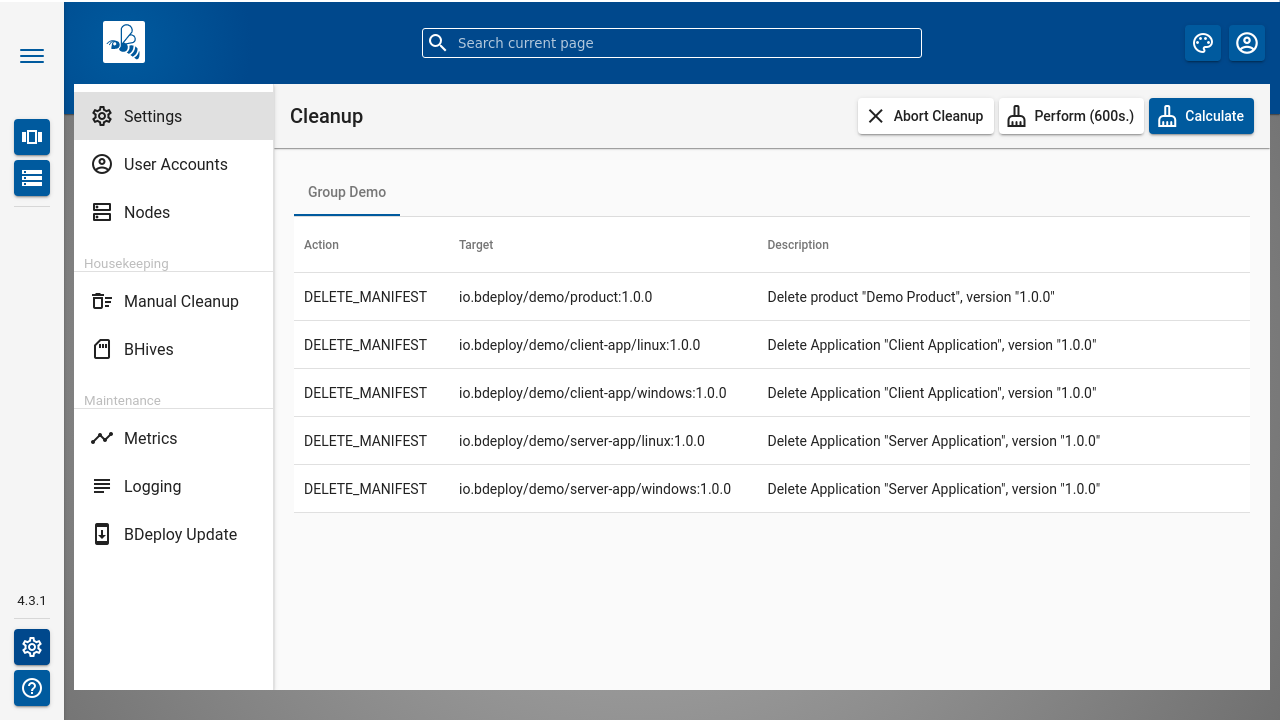 Search current page
Settings
User Accounts
Nodes
Housekeeping
Manual Cleanup
BHives
Maintenance
Metrics
Logging
BDeploy Update
4.3.1
Cleanup
Abort Cleanup
Perform (600s.)
Calculate
Group Demo
Action Target Description
DELETE_MANIFEST io.bdeploy/demo/product:1.0.0 Delete product "Demo Product", version "1.0.0"
DELETE_MANIFEST io.bdeploy/demo/client-app/linux:1.0.0 Delete Application "Client Application", version "1.0.0"
DELETE_MANIFEST io.bdeploy/demo/client-app/windows:1.0.0 Delete Application "Client Application", version "1.0.0"
DELETE_MANIFEST io.bdeploy/demo/server-app/linux:1.0.0 Delete Application "Server Application", version "1.0.0"
DELETE_MANIFEST io.bdeploy/demo/server-app/windows:1.0.0 Delete Application "Server Application", version "1.0.0"